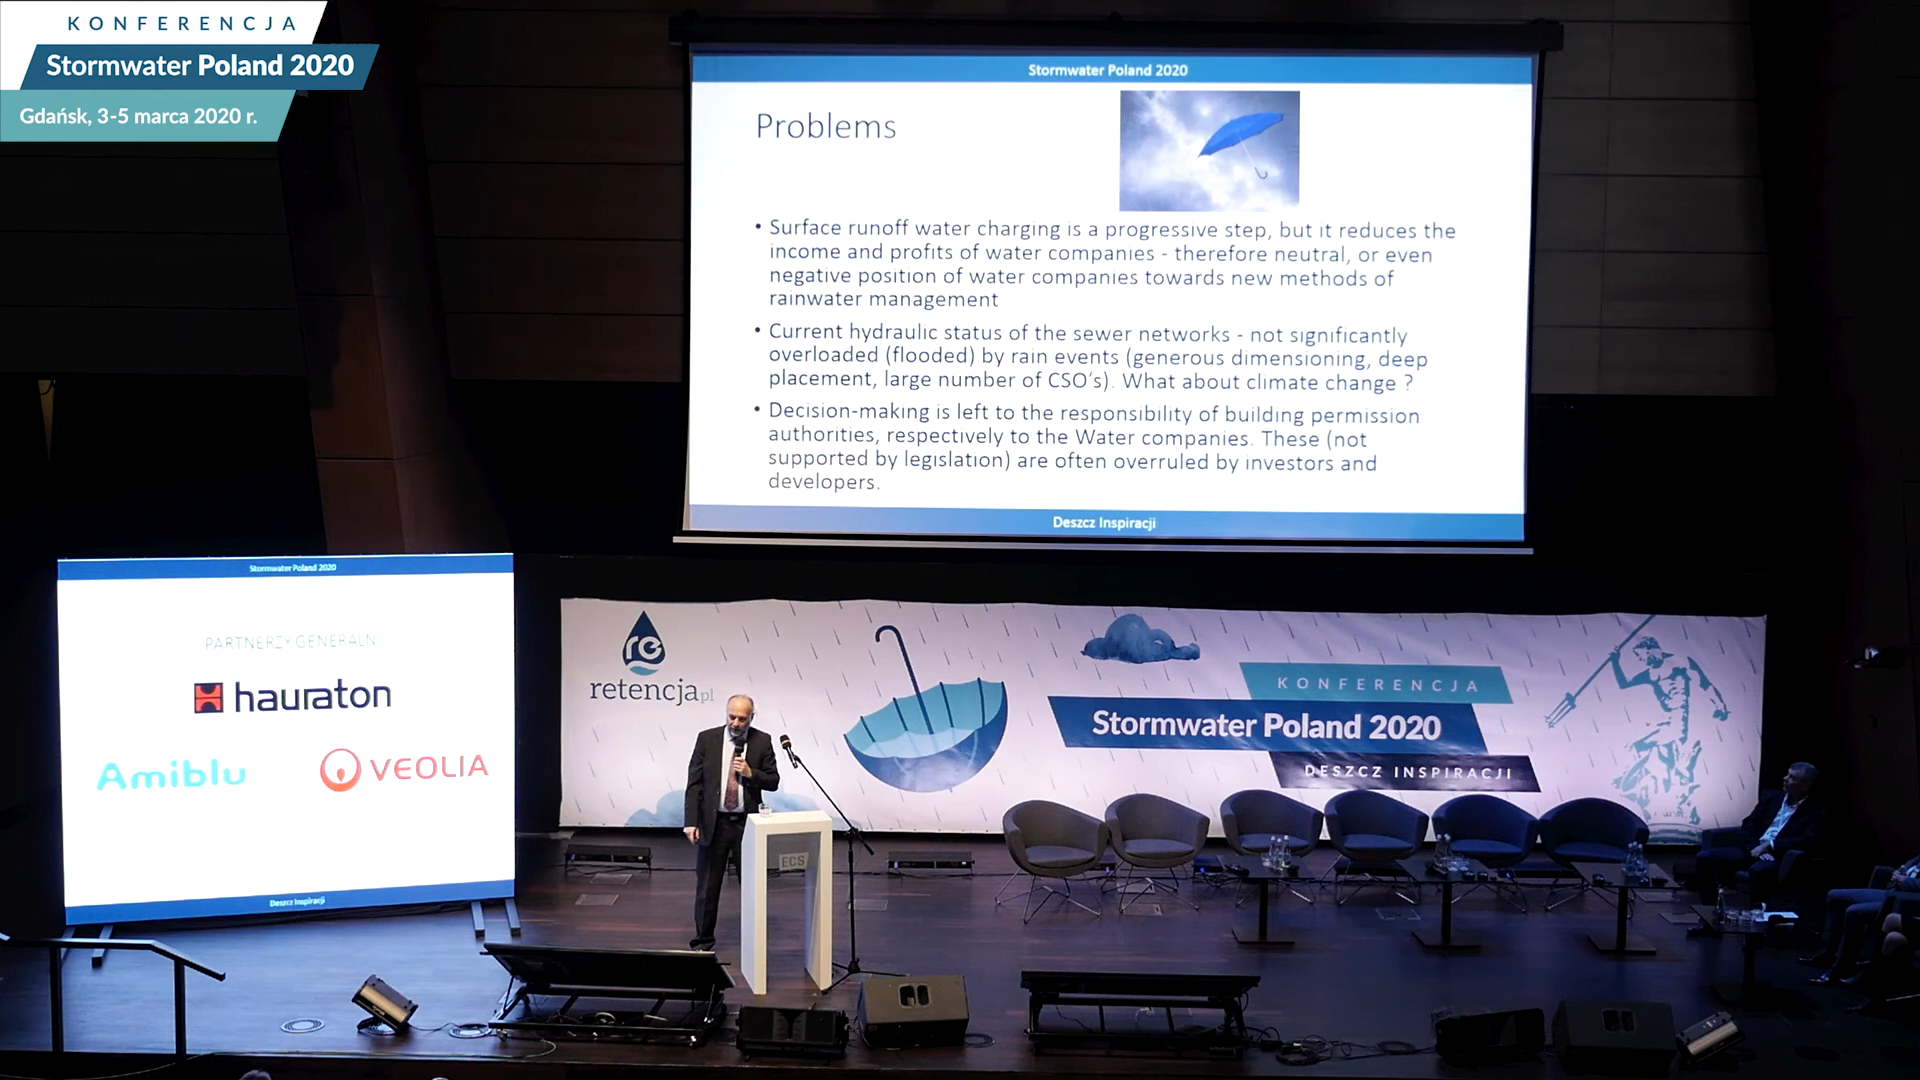 KONFERENCJA
Stormwater Poland 2020
Gdańsk, 3-5 marca 2020 r.
Stormwater Poland 2020
Problems
• Surface runoff water charging is a progressive step, but it reduces the
income and profits of water companies - therefore neutral, or even
negative position of water companies towards new methods of
rainwater management
• Current hydraulic status of the sewer networks - not significantly
overloaded (flooded) by rain events (generous dimensioning, deep
placement, large number of CSO's). What about climate change ?
• Decision-making is left to the responsibility of building permission
authorities, respectively to the Water companies. These (not
supported by legislation) are often overruled by investors and
developers.
Deszcz Inspiracji
Stormwater Poland 2020
PARTNERZY GENERALNI
hauraton
Amiblu
VEOLIA
Deszcz Inspiracji
re
retencja.pl
KONFERENCJA
Stormwater Poland 2020
DESZCZ INSPIRACJI
ECS